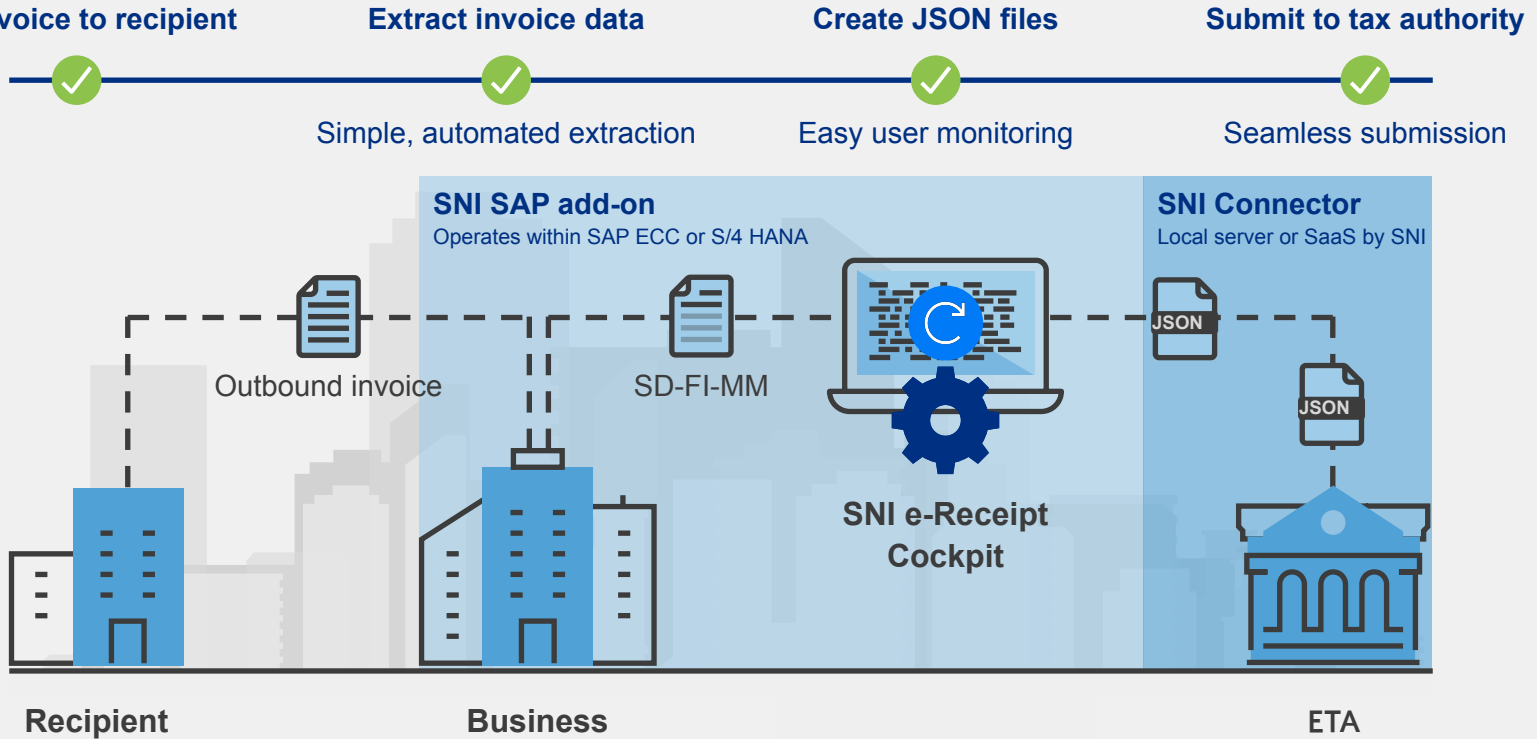 voice to recipient
Extract invoice data
Create JSON files
Submit to tax authority
Simple, automated extraction
Easy user monitoring
Seamless submission
SNI SAP add-on
Operates within SAP ECC or S/4 HANA
SNI Connector
Local server or SaaS by SNI
JSON
Outbound invoice
SD-FI-MM
JSON
SNI e-Receipt
Cockpit
Recipient
Business
ETA